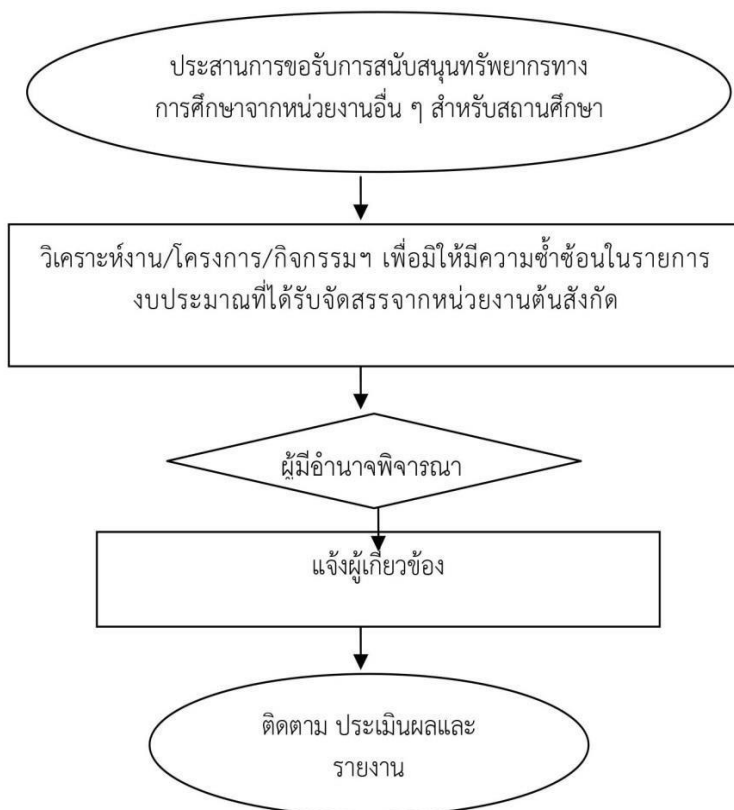 ประสานการขอรับการสนับสนุนทรัพยากรทาง
การศึกษาจากหน่วยงานอื่น ๆ สำหรับสถานศึกษา
วิเคราะห์งาน/โครงการ/กิจกรรมฯ เพื่อมิให้มีความซ้ำซ้อนในรายการ
งบประมาณที่ได้รับจัดสรรจากหน่วยงานต้นสังกัด
ผู้มีอำนาจพิจารณา
แจ้งผู้เกี่ยวข้อง
ติดตาม ประเมินผลและ
รายงาน